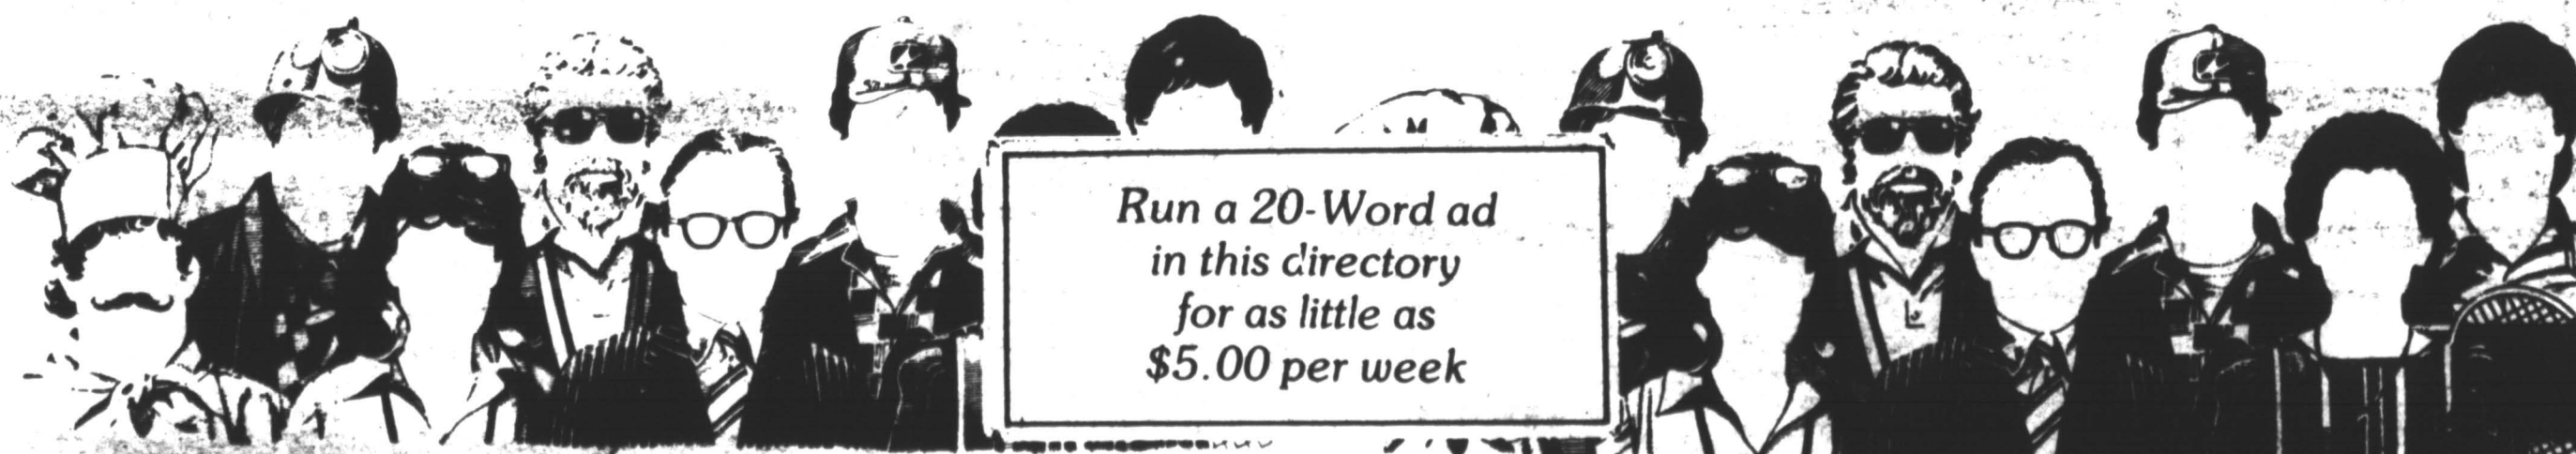 Run a 20-Word ad
in this directory
for as little as
$5.00 per week